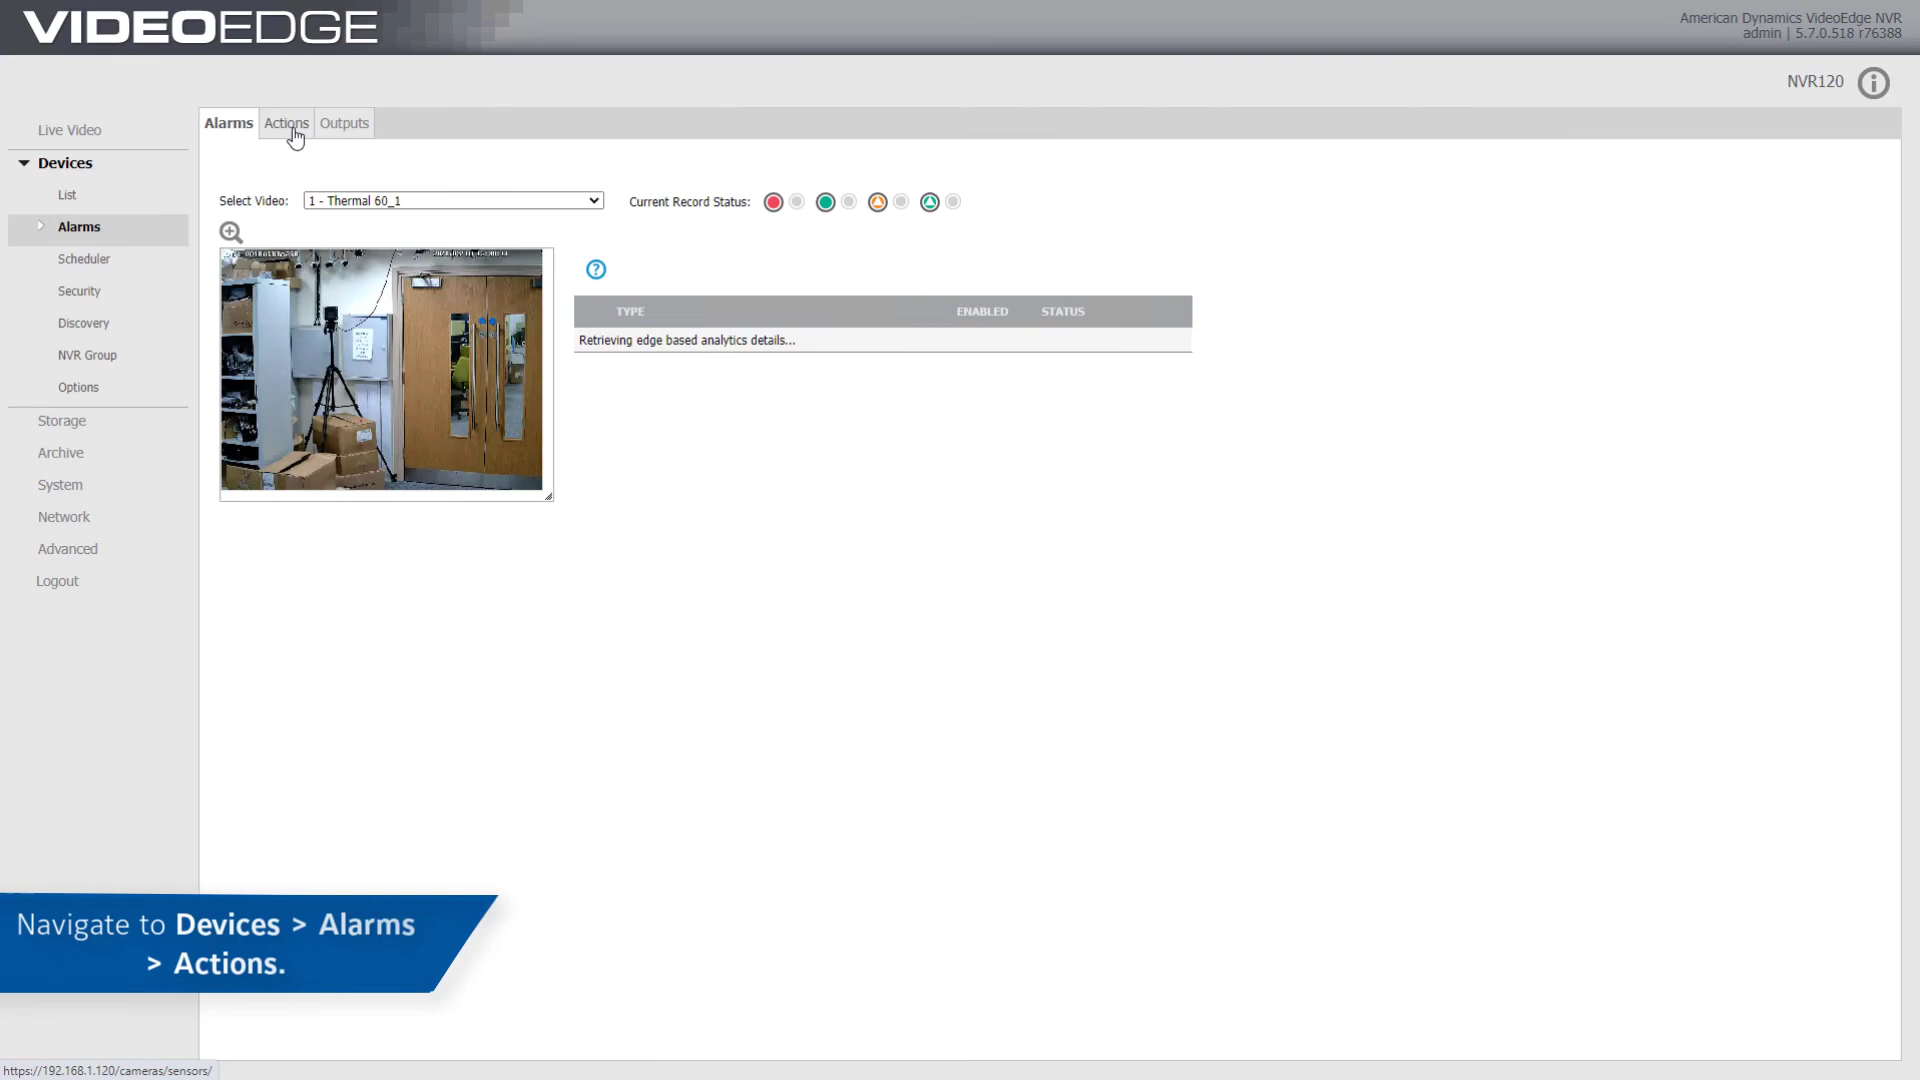 VIDEOEDGE
American Dynamics VideoEdge NVR
admin | 5.7.0.518 r76388
NVR120
Live Video
Devices
List
Alarms
Scheduler
Security
Discovery
NVR Group
Options
Storage
Archive
System
Network
Advanced
Logout
Alarms Actions Outputs
Select Video: 1 - Thermal 60_1 Current Record Status:
TYPE ENABLED STATUS
Retrieving edge based analytics details...
Navigate to Devices > Alarms
> Actions.
https://192.168.1.120/cameras/sensors/